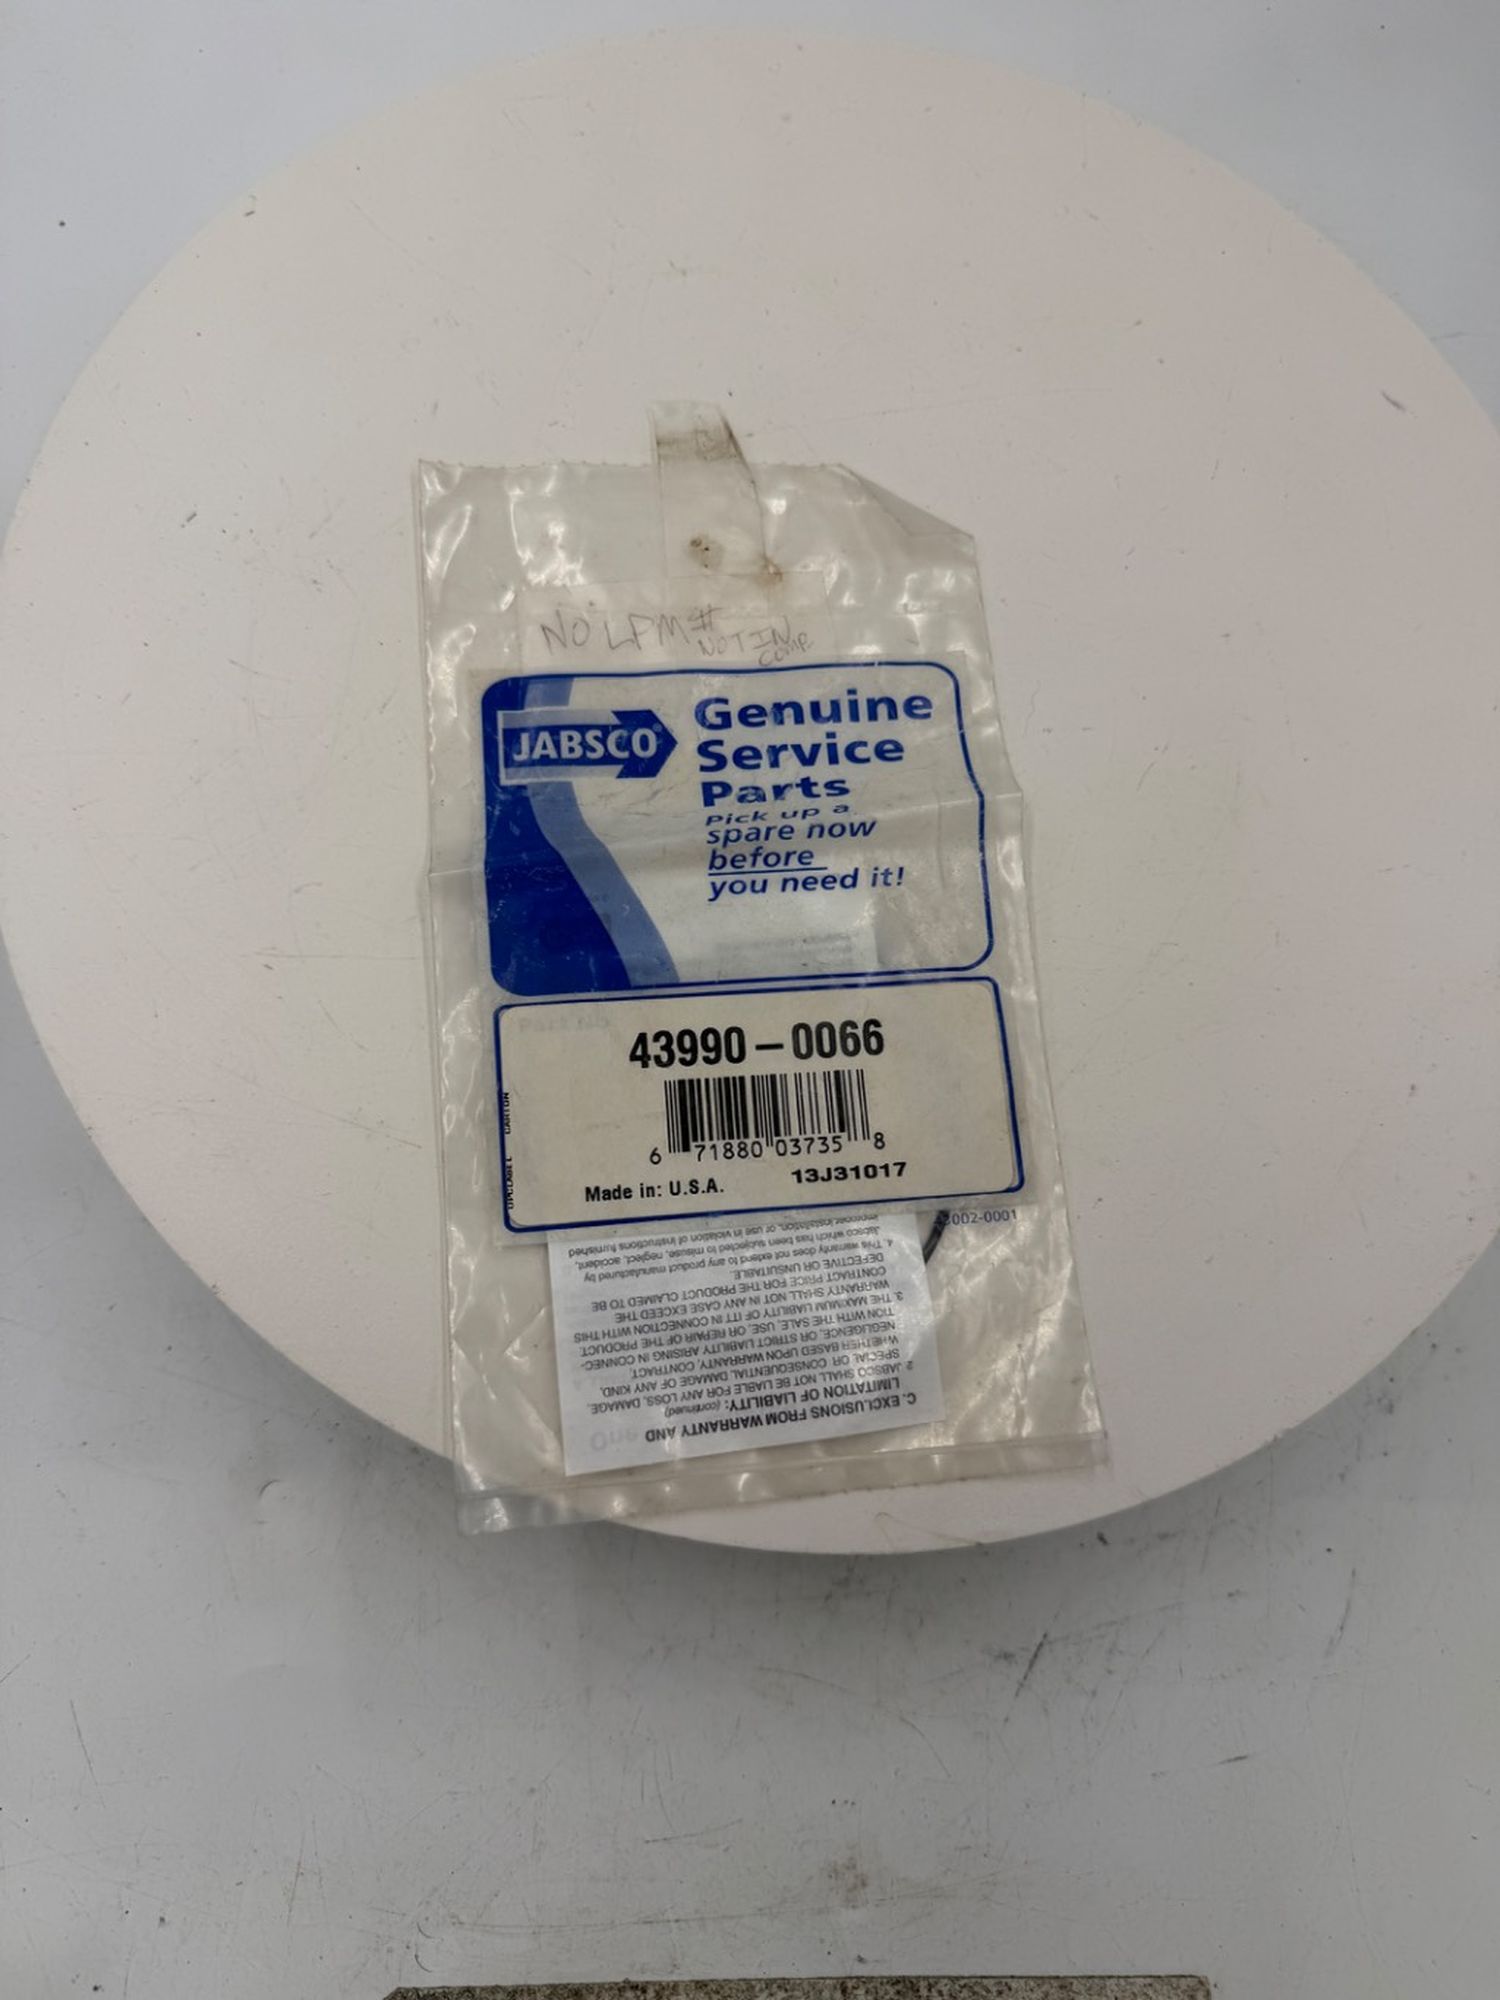 NO LPM#
NOT IN
COMP.
JABSCO
Genuine
Service
Parts
Pick up a
spare now
before
you need it!
Part No
43990-0066
CARTON
6 71880 03735 8
Made in: U.S.A.
13J31017
002-0001
C. EXCLUSIONS FROM WARRANTY AND
LIMITATION OF LIABILITY: (continued)
2 JABSCO SHALL NOT BE LIABLE FOR ANY LOSS, DAMAGE,
SPECIAL OR CONSEQUENTIAL DAMAGE OF ANY KIND,
WHETHER BASED UPON WARRANTY, CONTRACT,
NEGLIGENCE, OR STRICT LIABILITY ARISING IN CONNEC-
TION WITH THE SALE, USE, OR REPAIR OF THE PRODUCT.
3. THE MAXIMUM LIABILITY OF ITT IN CONNECTION WITH THIS
WARRANTY SHALL NOT IN ANY CASE EXCEED THE
CONTRACT PRICE FOR THE PRODUCT CLAIMED TO BE
DEFECTIVE OR UNSUITABLE.
4. This warranty does not extend to any product manufactured by
Jabsco which has been subjected to misuse, neglect, accident,
improper installation, or use in violation of instructions furnished
One